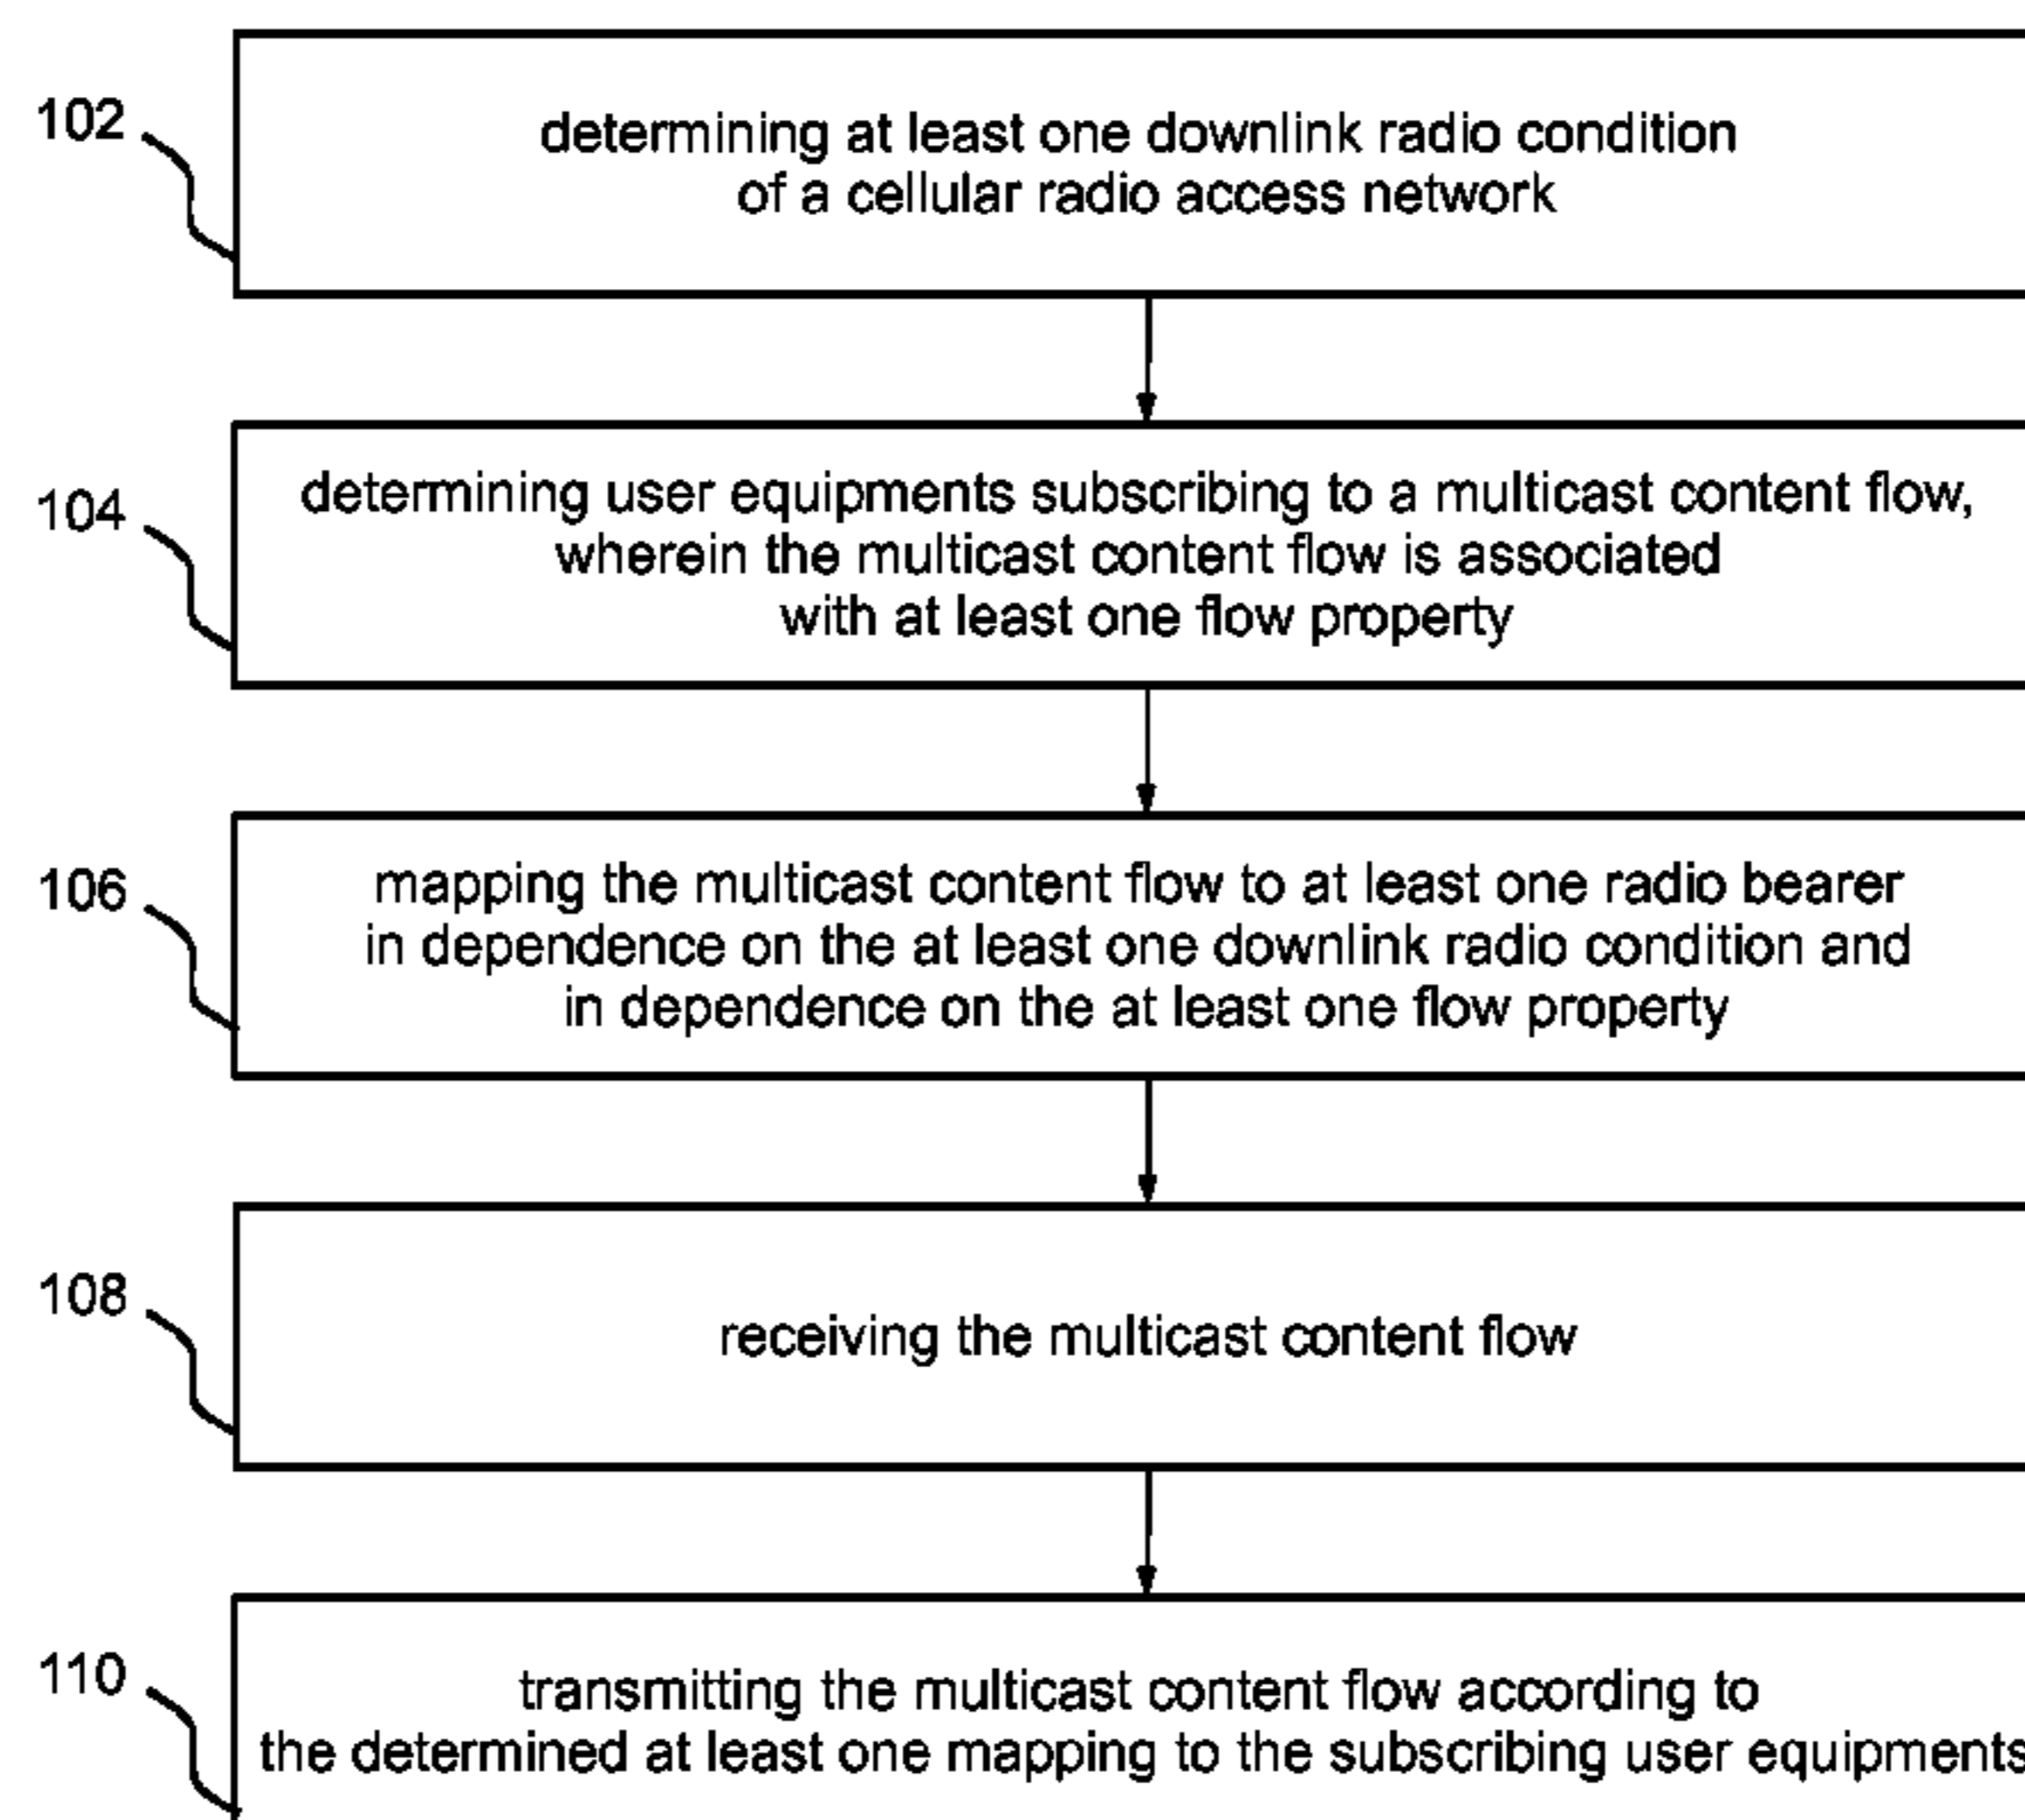 102
determining at least one downlink radio condition
of a cellular radio access network
104
determining user equipments subscribing to a multicast content flow,
wherein the multicast content flow is associated
with at least one flow property
106
mapping the multicast content flow to at least one radio bearer
in dependence on the at least one downlink radio condition and
in dependence on the at least one flow property
108
receiving the multicast content flow
110
transmitting the multicast content flow according to
the determined at least one mapping to the subscribing user equipments